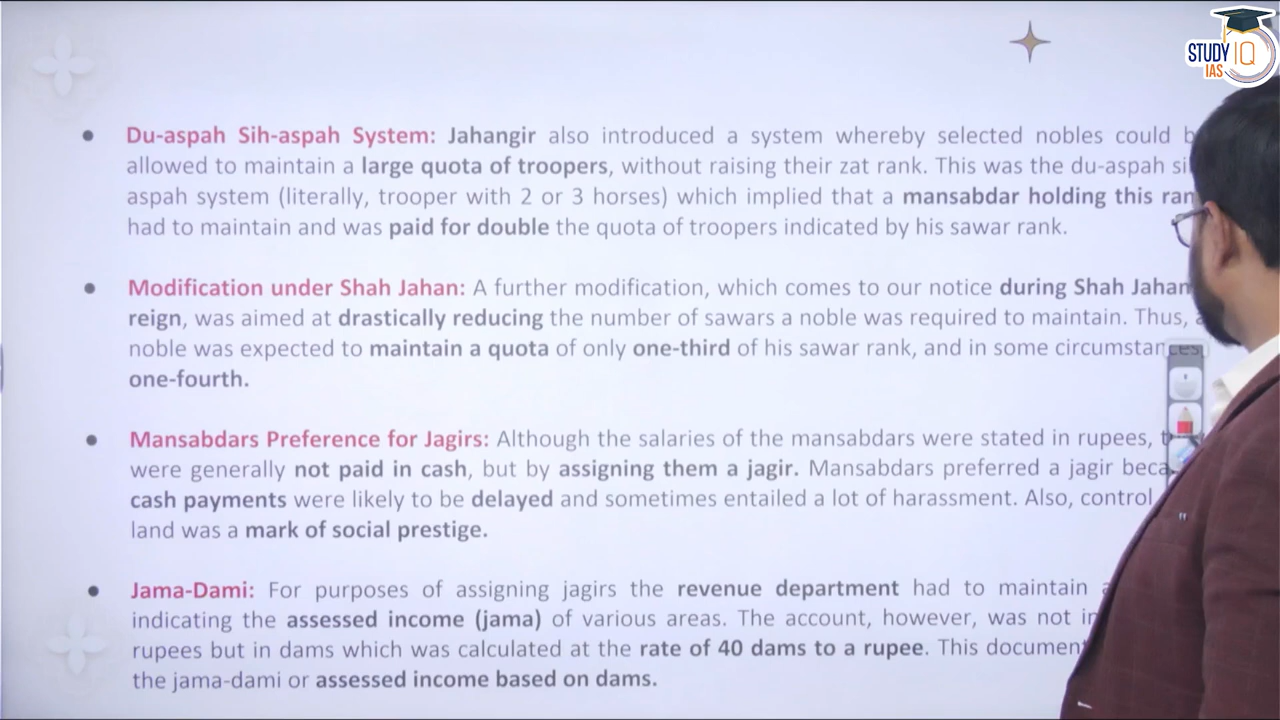 STUDY IQ
IAS
Du-aspah Sih-aspah System: Jahangir also introduced a system whereby selected nobles could
allowed to maintain a large quota of troopers, without raising their zat rank. This was the du-aspah
aspah system (literally, trooper with 2 or 3 horses) which implied that a mansabdar holding this
had to maintain and was paid for double the quota of troopers indicated by his sawar rank.
Modification under Shah Jahan: A further modification, which comes to our notice during Shah Jahan
reign, was aimed at drastically reducing the number of sawars a noble was required to maintain. Thus,
noble was expected to maintain a quota of only one-third of his sawar rank, and in some circumstances
one-fourth.
Mansabdars Preference for Jagirs: Although the salaries of the mansabdars were stated in rupees,
were generally not paid in cash, but by assigning them a jagir. Mansabdars preferred a jagir
cash payments were likely to be delayed and sometimes entailed a lot of harassment. Also, control
land was a mark of social prestige.
Jama-Dami: For purposes of assigning jagirs the revenue department had to maintain
indicating the assessed income (jama) of various areas. The account, however, was not
rupees but in dams which was calculated at the rate of 40 dams to a rupee. This document
the jama-dami or assessed income based on dams.